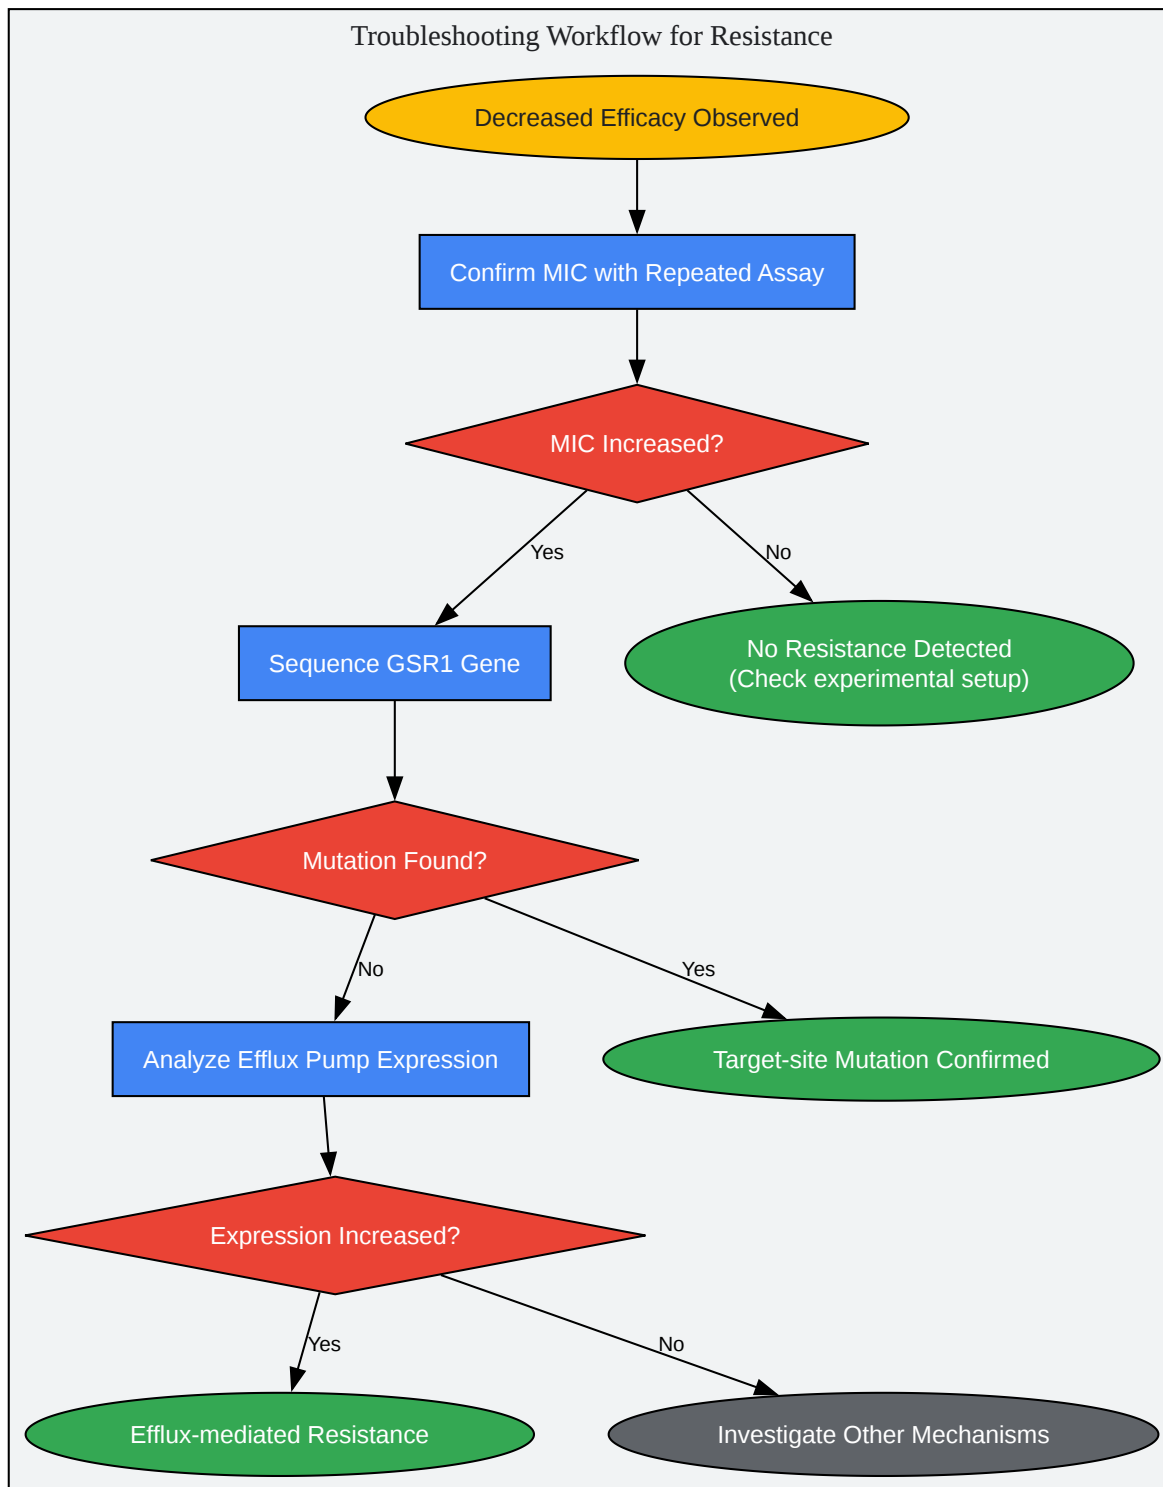 Troubleshooting Workflow for Resistance
Decreased Efficacy Observed
Confirm MIC with Repeated Assay
MIC Increased?
Yes
No
Sequence GSR1 Gene
No Resistance Detected
(Check experimental setup)
Mutation Found?
No
Yes
Analyze Efflux Pump Expression
Target-site Mutation Confirmed
Expression Increased?
Yes
No
Efflux-mediated Resistance
Investigate Other Mechanisms